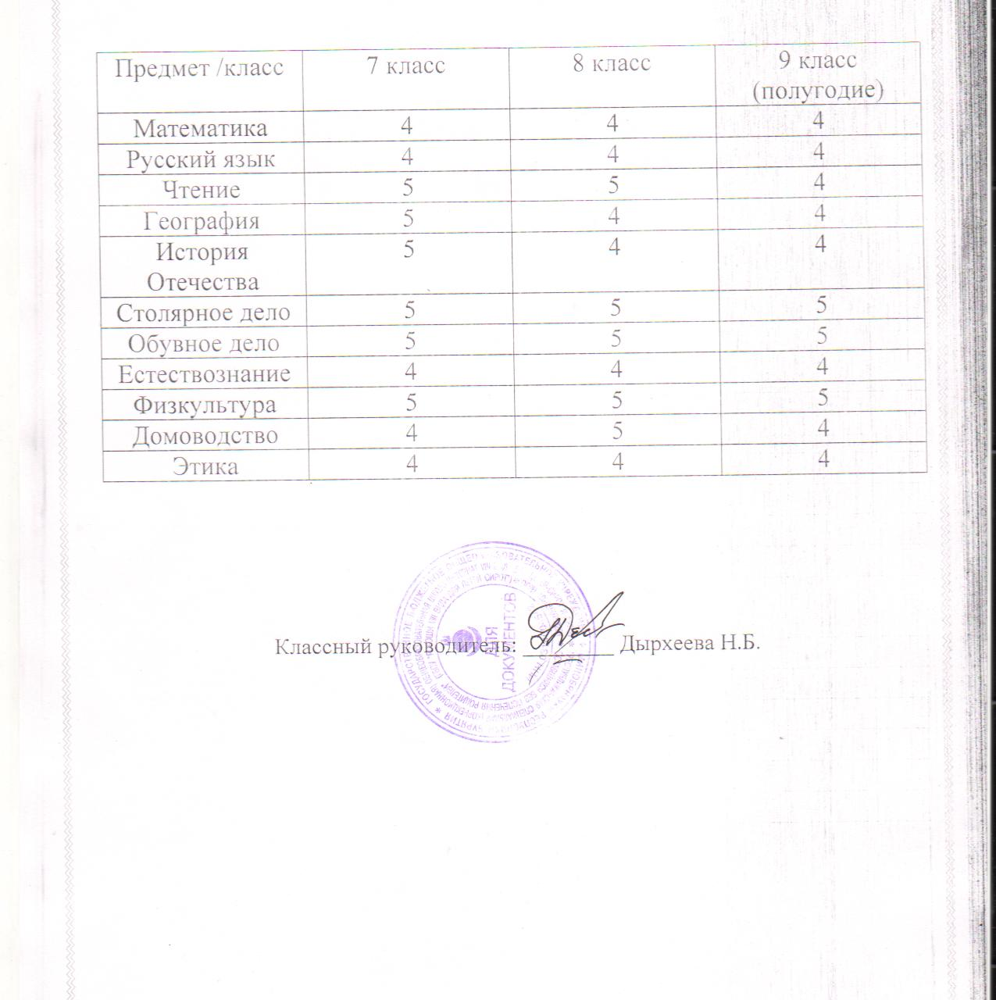 Предмет /класс 7 класс 8 класс 9 класс
(полугодие)
Математика 4 4 4
Русский язык 4 4 4
Чтение 5 5 4
География 5 4 4
История 5 4 4
Отечества
Столярное дело 5 5 5
Обувное дело 5 5 5
Естествознание 4 4 4
Физкультура 5 5 5
Домоводство 4 5 4
Этика 4 4 4
Классный руководитель: ________ Дырхеева Н.Б.
ДЛЯ
ДОКУМЕНТОВ